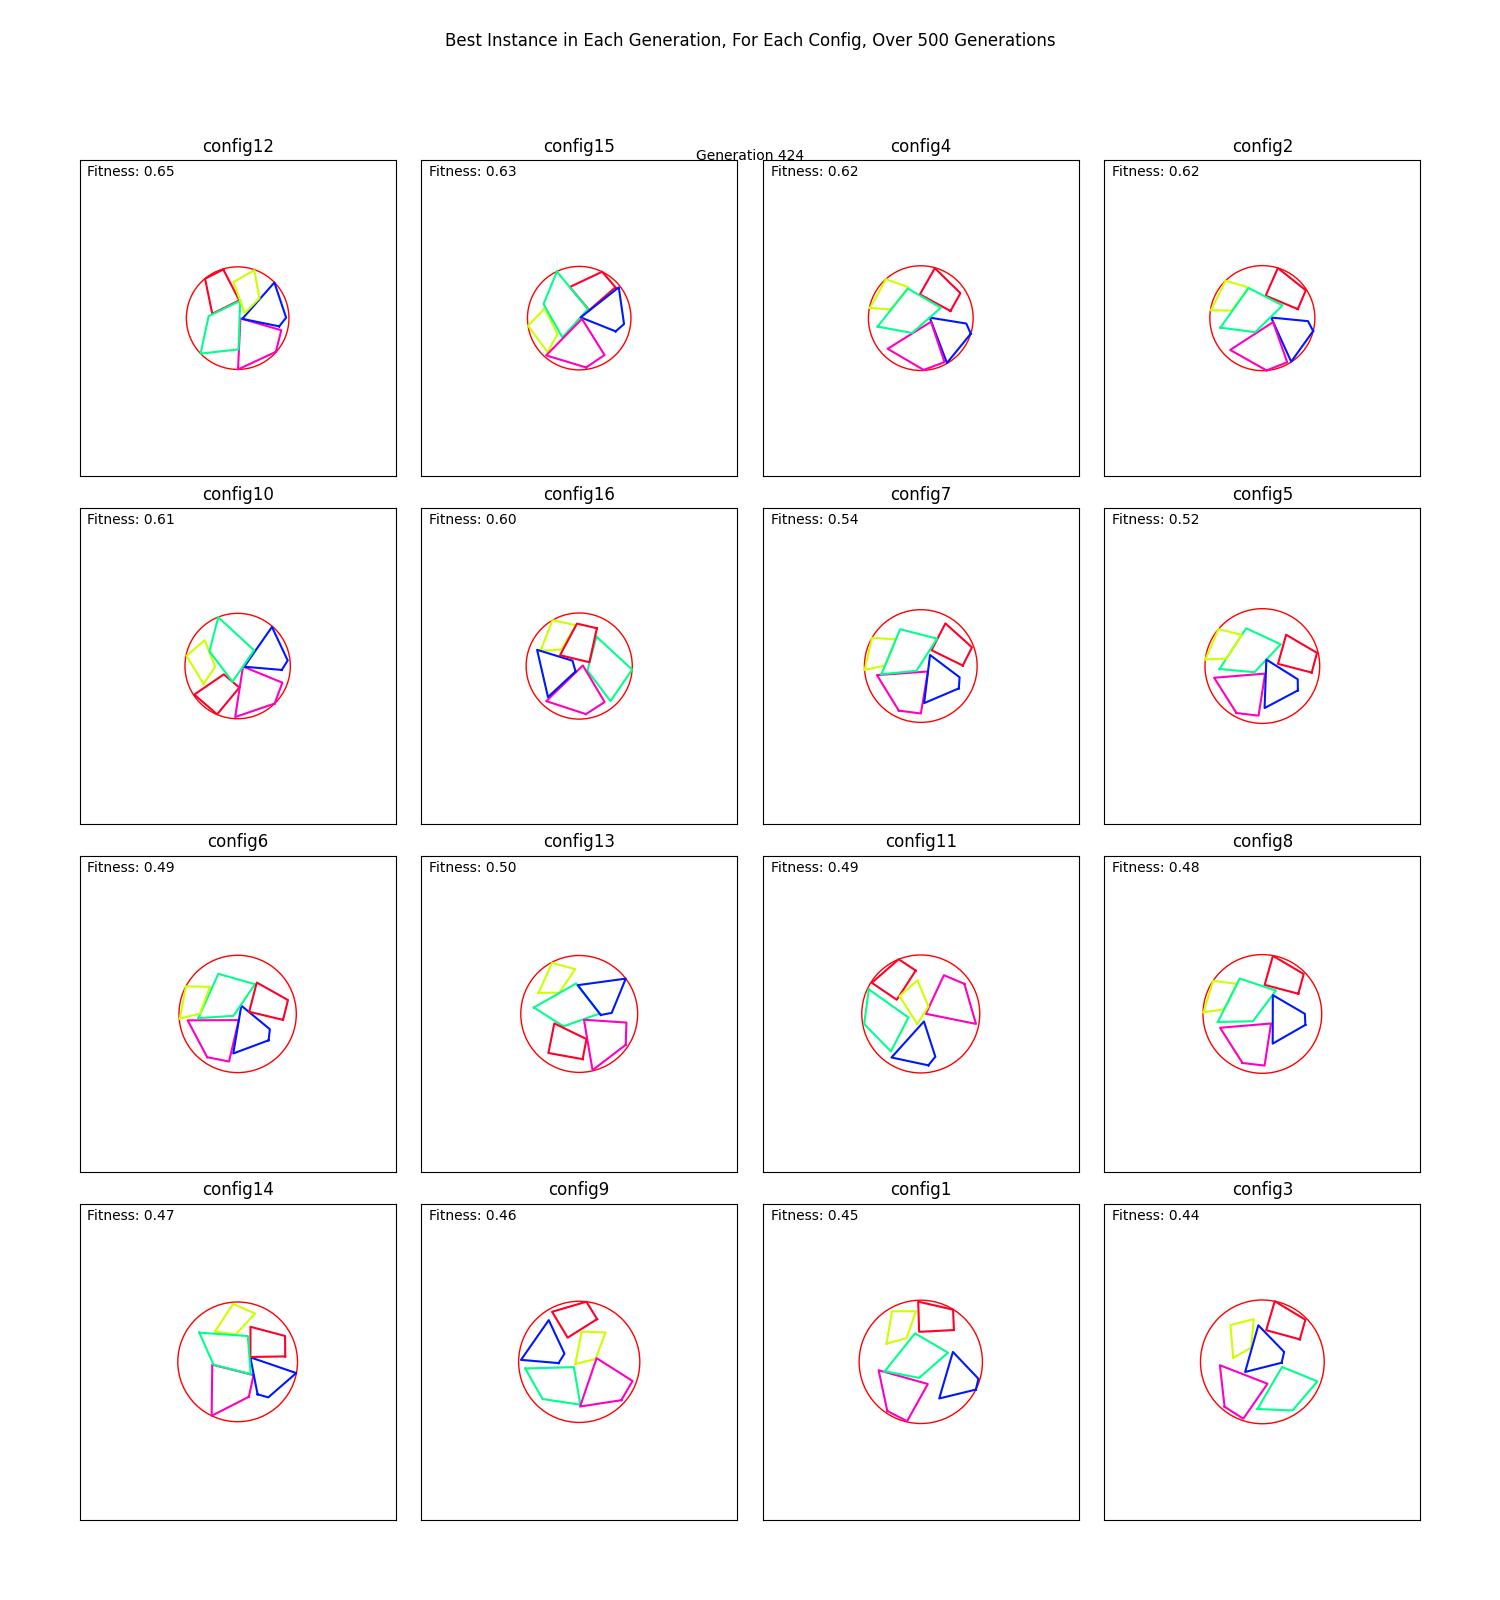 Best Instance in Each Generation, For Each Config, Over 500 Generations
Generation 424
config12
Fitness: 0.65
config15
Fitness: 0.63
config4
Fitness: 0.62
config2
Fitness: 0.62
config10
Fitness: 0.61
config16
Fitness: 0.60
config7
Fitness: 0.54
config5
Fitness: 0.52
config6
Fitness: 0.49
config13
Fitness: 0.50
config11
Fitness: 0.49
config8
Fitness: 0.48
config14
Fitness: 0.47
config9
Fitness: 0.46
config1
Fitness: 0.45
config3
Fitness: 0.44